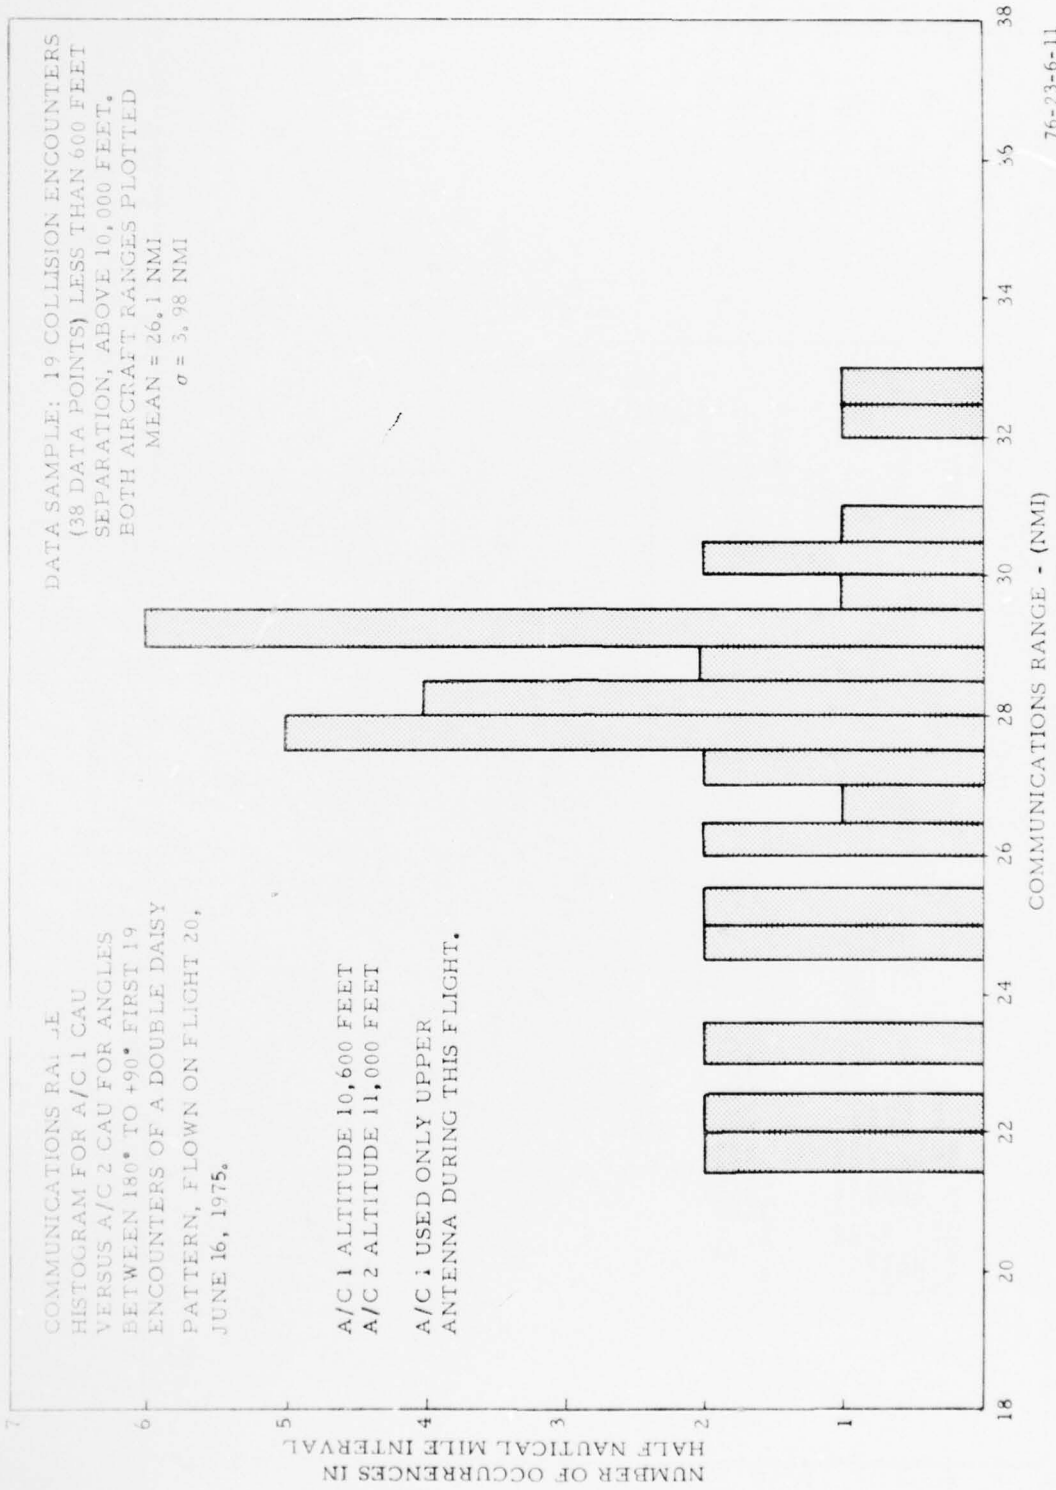 COMMUNICATIONS
HISTOGRAM FOR A/C 1 CAU
VERSUS A/C 2 CAU FOR ANGLES
BETWEEN 180° TO +90° FIRST 19
ENCOUNTERS OF A DOUBLE DAISY
PATTERN, FLOWN ON FLIGHT 20,
JUNE 16, 1975.
A/C 1 ALTITUDE 10,600 FEET
A/C 2 ALTITUDE 11,000 FEET
A/C 1 USED ONLY UPPER
ANTENNA DURING THIS FLIGHT.
DATA SAMPLE: 19 COLLISION ENCOUNTERS
(38 DATA POINTS) LESS THAN 600 FEET
SEPARATION, ABOVE 10,000 FEET.
BOTH AIRCRAFT RANGES PLOTTED
MEAN = 26.1 NMI
σ = 3.98 NMI
NUMBER OF OCCURRENCES IN
HALF NAUTICAL MILE INTERVAL
7
6
5
4
3
2
1
18 20 22 24 26 28 30 32 34 38
COMMUNICATIONS RANGE - (NMI)
76-23-6-11